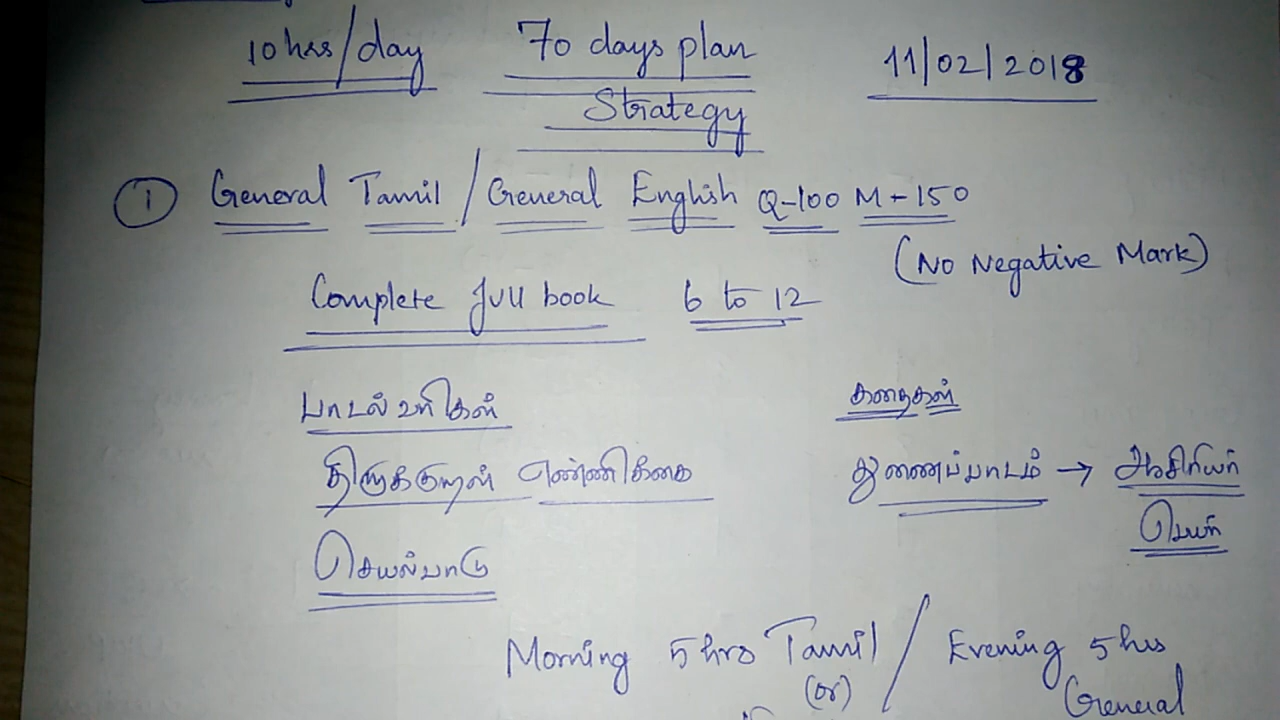 10 hrs/day 70 days plan 11/02/2018
Strategy
① General Tamil / General English Q-100 M-150
(No Negative Mark)
Complete full book 6 to 12
பாடல் வரிகள் கதைகள்
திருக்குறள் எண்ணிக்கை துணைப்பாடம் → ஆசிரியர்
பெயர்
செயல்பாடு
Morning 5 hrs Tamil / Evening 5 hrs
(or) General